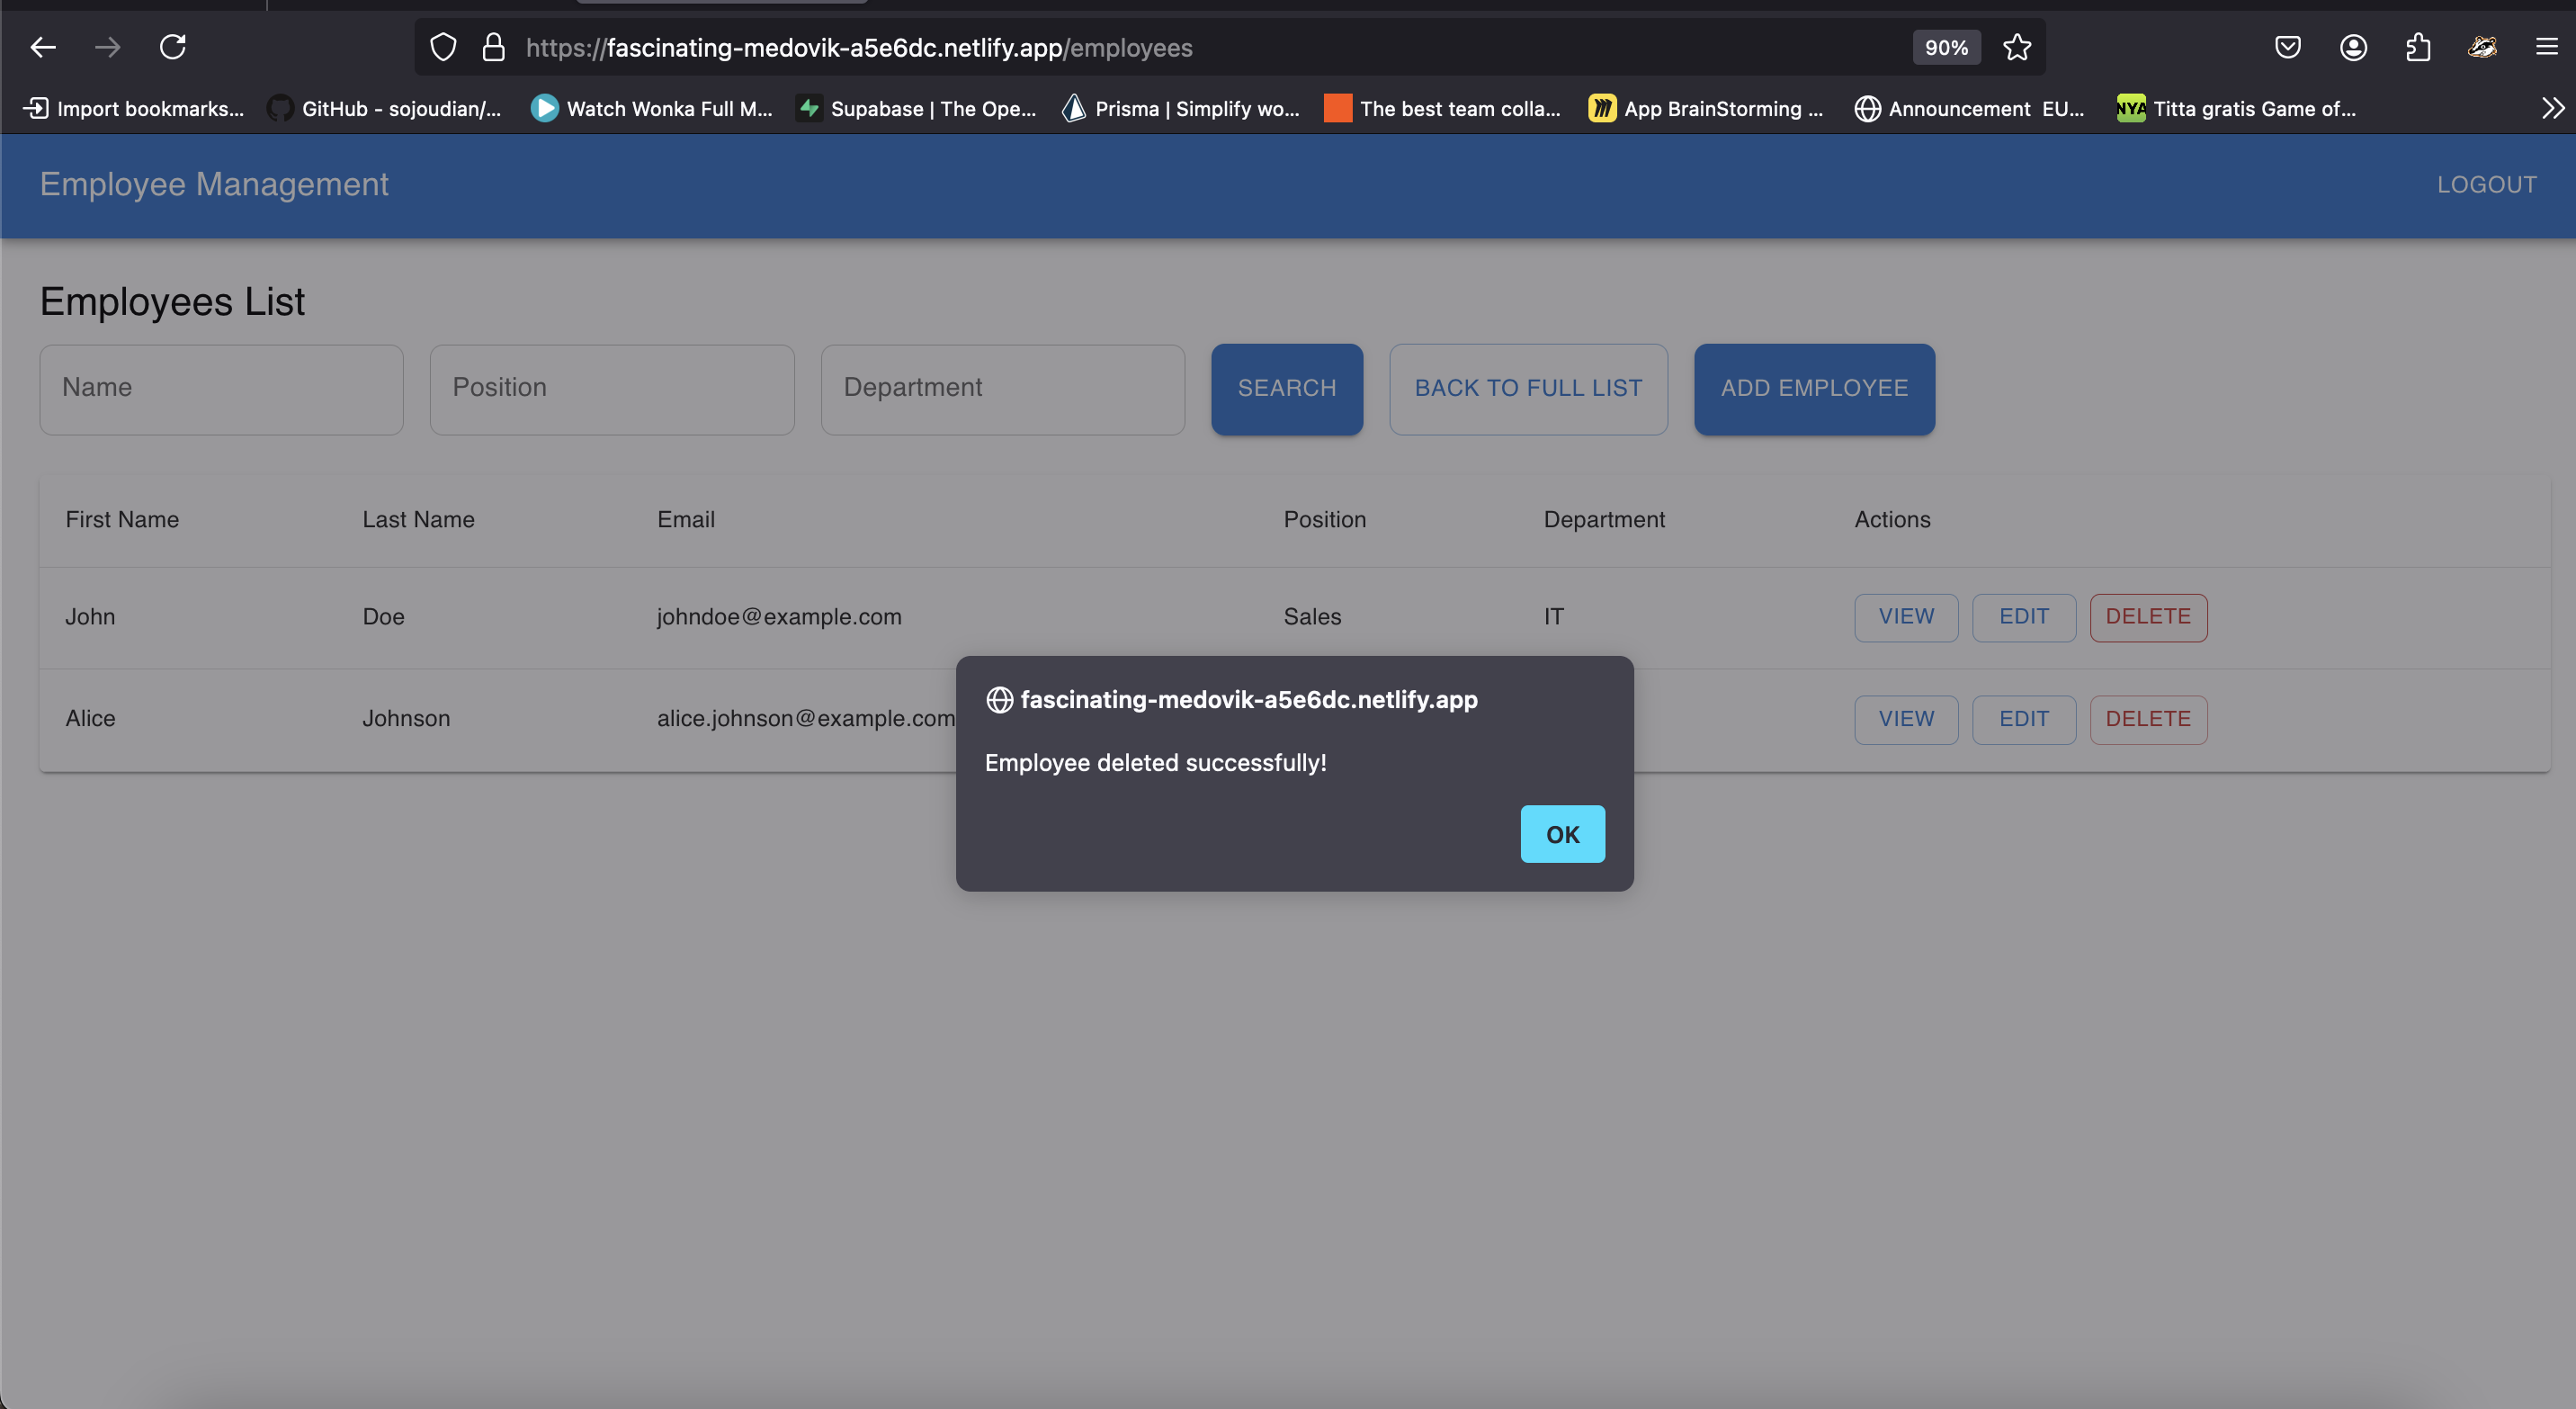 https://fascinating-medovik-a5e6dc.netlify.app/employees 90%
Import bookmarks... GitHub - sojoudian/... Watch Wonka Full M... Supabase | The Ope... Prisma | Simplify wo... The best team colla... App BrainStorming ... Announcement EU... NYA Titta gratis Game of...
Employee Management LOGOUT
Employees List
Name Position Department SEARCH BACK TO FULL LIST ADD EMPLOYEE
First Name Last Name Email Position Department Actions
John Doe johndoe@example.com Sales IT VIEW EDIT DELETE
Alice Johnson alice.johnson@example.com VIEW EDIT DELETE
fascinating-medovik-a5e6dc.netlify.app
Employee deleted successfully!
OK